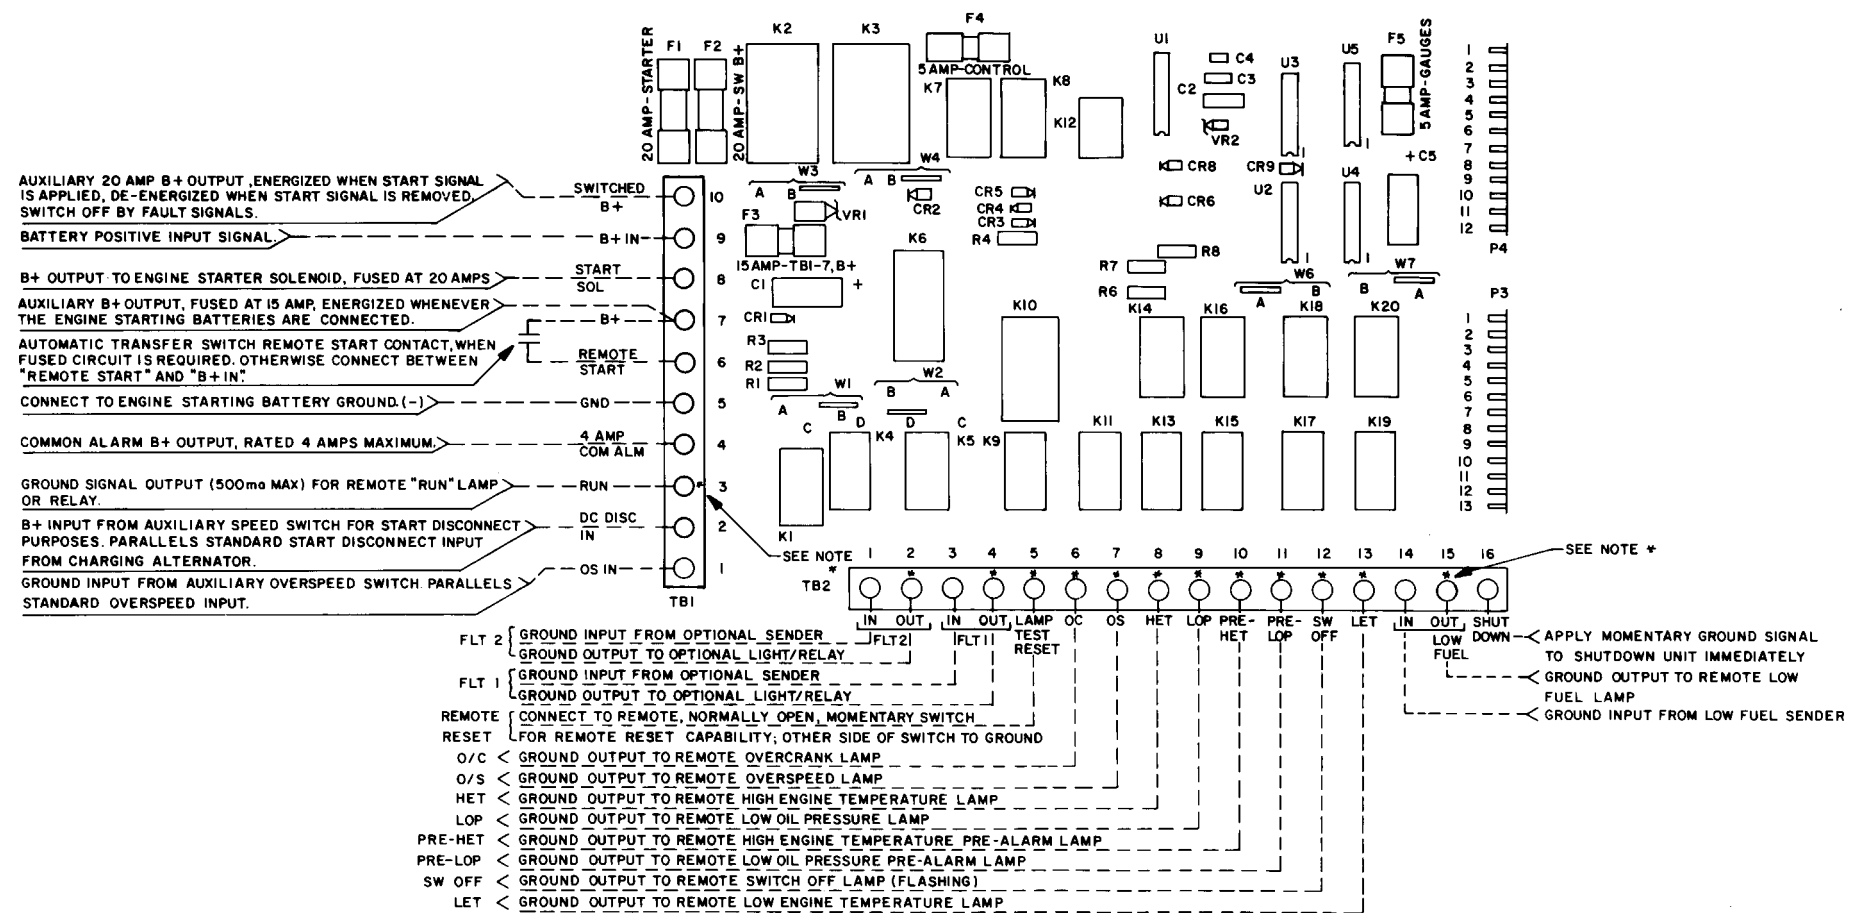 20 AMP-STARTER
F1
F2
20 AMP-SW B+
K2
K3
F4
5 AMP-CONTROL
K7
K8
K12
U1
C4
C3
C2
VR2
U3
U5
F5
5 AMP-GAUGES
+C5
CR8
CR9
1
1
CR6
U2
U4
1
1
1
2
3
4
5
6
7
8
9
10
11
12
P4
W3
A
B
W4
A
B
CR2
VR1
F3
15AMP-TB1-7,B+
C1
+
CR1
R3
R2
R1
K6
CR5
CR4
CR3
R4
R8
R7
R6
W6
A
B
W7
B
A
P3
1
2
3
4
5
6
7
8
9
10
11
12
13
W1
A
B
C
D
W2
B
A
D
C
K10
K14
K16
K18
K20
K4
K5
K9
K11
K13
K15
K17
K19
K1
AUXILIARY 20 AMP B+ OUTPUT, ENERGIZED WHEN START SIGNAL
IS APPLIED, DE-ENERGIZED WHEN START SIGNAL IS REMOVED,
SWITCH OFF BY FAULT SIGNALS.
SWITCHED
B+
10
BATTERY POSITIVE INPUT SIGNAL.
B+ IN
9
B+ OUTPUT TO ENGINE STARTER SOLENOID, FUSED AT 20 AMPS
START
SOL
8
AUXILIARY B+ OUTPUT, FUSED AT 15 AMP, ENERGIZED WHENEVER
THE ENGINE STARTING BATTERIES ARE CONNECTED.
B+
7
AUTOMATIC TRANSFER SWITCH REMOTE START CONTACT, WHEN
FUSED CIRCUIT IS REQUIRED. OTHERWISE CONNECT BETWEEN
"REMOTE START" AND "B+ IN".
REMOTE
START
6
CONNECT TO ENGINE STARTING BATTERY GROUND. (-)
GND
5
COMMON ALARM B+ OUTPUT, RATED 4 AMPS MAXIMUM.
4 AMP
COM ALM
4
GROUND SIGNAL OUTPUT (500ma MAX) FOR REMOTE "RUN" LAMP
OR RELAY.
RUN
*
3
B+ INPUT FROM AUXILIARY SPEED SWITCH FOR START DISCONNECT
PURPOSES. PARALLELS STANDARD START DISCONNECT INPUT
FROM CHARGING ALTERNATOR.
DC DISC
IN
2
GROUND INPUT FROM AUXILIARY OVERSPEED SWITCH. PARALLELS
STANDARD OVERSPEED INPUT.
OS IN
1
TB1
SEE NOTE
*
TB2
1 2 3 4 5 6 7 8 9 10 11 12 13 14 15 16
* * * * * * * * * * * *
SEE NOTE *
IN OUT IN OUT LAMP OC OS HET LOP PRE- PRE- SW LET IN OUT SHUT
FLT2 FLT1 TEST HET LOP OFF LOW DOWN
RESET FUEL
FLT 2
GROUND INPUT FROM OPTIONAL SENDER
GROUND OUTPUT TO OPTIONAL LIGHT/RELAY
FLT 1
GROUND INPUT FROM OPTIONAL SENDER
GROUND OUTPUT TO OPTIONAL LIGHT/RELAY
REMOTE CONNECT TO REMOTE, NORMALLY OPEN, MOMENTARY SWITCH
RESET FOR REMOTE RESET CAPABILITY; OTHER SIDE OF SWITCH TO GROUND
O/C < GROUND OUTPUT TO REMOTE OVERCRANK LAMP
O/S < GROUND OUTPUT TO REMOTE OVERSPEED LAMP
HET < GROUND OUTPUT TO REMOTE HIGH ENGINE TEMPERATURE LAMP
LOP < GROUND OUTPUT TO REMOTE LOW OIL PRESSURE LAMP
PRE-HET < GROUND OUTPUT TO REMOTE HIGH ENGINE TEMPERATURE PRE-ALARM LAMP
PRE-LOP < GROUND OUTPUT TO REMOTE LOW OIL PRESSURE PRE-ALARM LAMP
SW OFF < GROUND OUTPUT TO REMOTE SWITCH OFF LAMP (FLASHING)
LET < GROUND OUTPUT TO REMOTE LOW ENGINE TEMPERATURE LAMP
APPLY MOMENTARY GROUND SIGNAL
TO SHUTDOWN UNIT IMMEDIATELY
GROUND OUTPUT TO REMOTE LOW
FUEL LAMP
GROUND INPUT FROM LOW FUEL SENDER